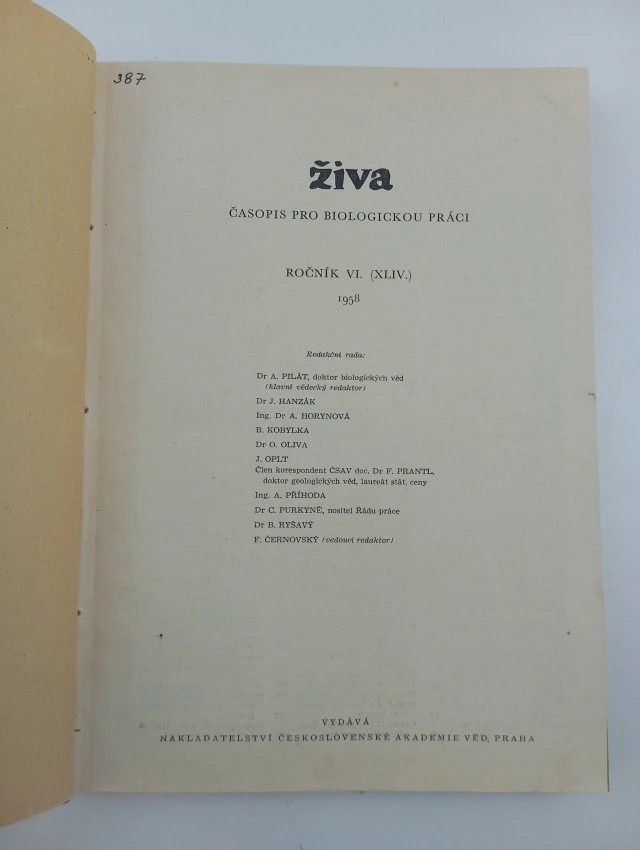 387
živa
ČASOPIS PRO BIOLOGICKOU PRÁCI
ROČNÍK VI. (XLIV.)
1958
Redakční rada:
Dr A. PILÁT, doktor biologických věd
(hlavní vědecký redaktor)
Dr J. HANZÁK
Ing. Dr A. HORYNOVÁ
B. KOBYLKA
Dr O. OLIVA
J. OPLT
Člen korespondent ČSAV doc. Dr F. PRANTL,
doktor geologických věd, laureát stát. ceny
Ing. A. PŘÍHODA
Dr C. PURKYNĚ, nositel Řádu práce
Dr B. RYŠAVÝ
F. ČERNOVSKÝ (vedoucí redaktor)
VYDÁVÁ
NAKLADATELSTVÍ ČESKOSLOVENSKÉ AKADEMIE VĚD, PRAHA